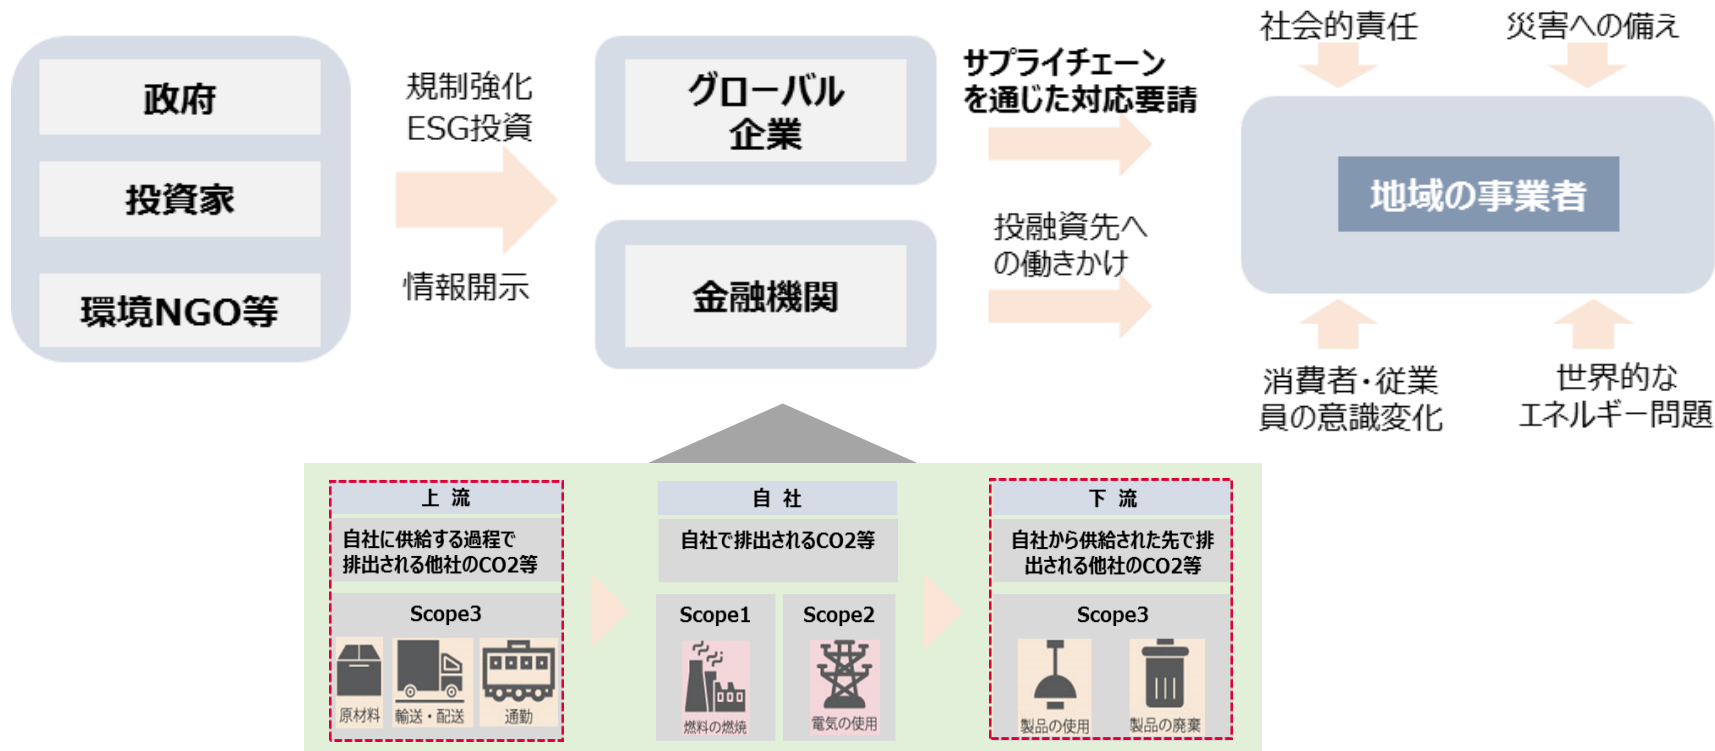 政府
投資家
環境NGO等
規制強化
ESG投資
情報開示
グローバル
企業
金融機関
サプライチェーン
を通じた対応要請
投融資先へ
の働きかけ
社会的責任
災害への備え
地域の事業者
消費者・従業
員の意識変化
世界的な
エネルギー問題
上 流
自社に供給する過程で
排出される他社のCO2等
Scope3
原材料
輸送・配送
通勤
自 社
自社で排出されるCO2等
Scope1
燃料の燃焼
Scope2
電気の使用
下 流
自社から供給された先で排
出される他社のCO2等
Scope3
製品の使用
製品の廃棄